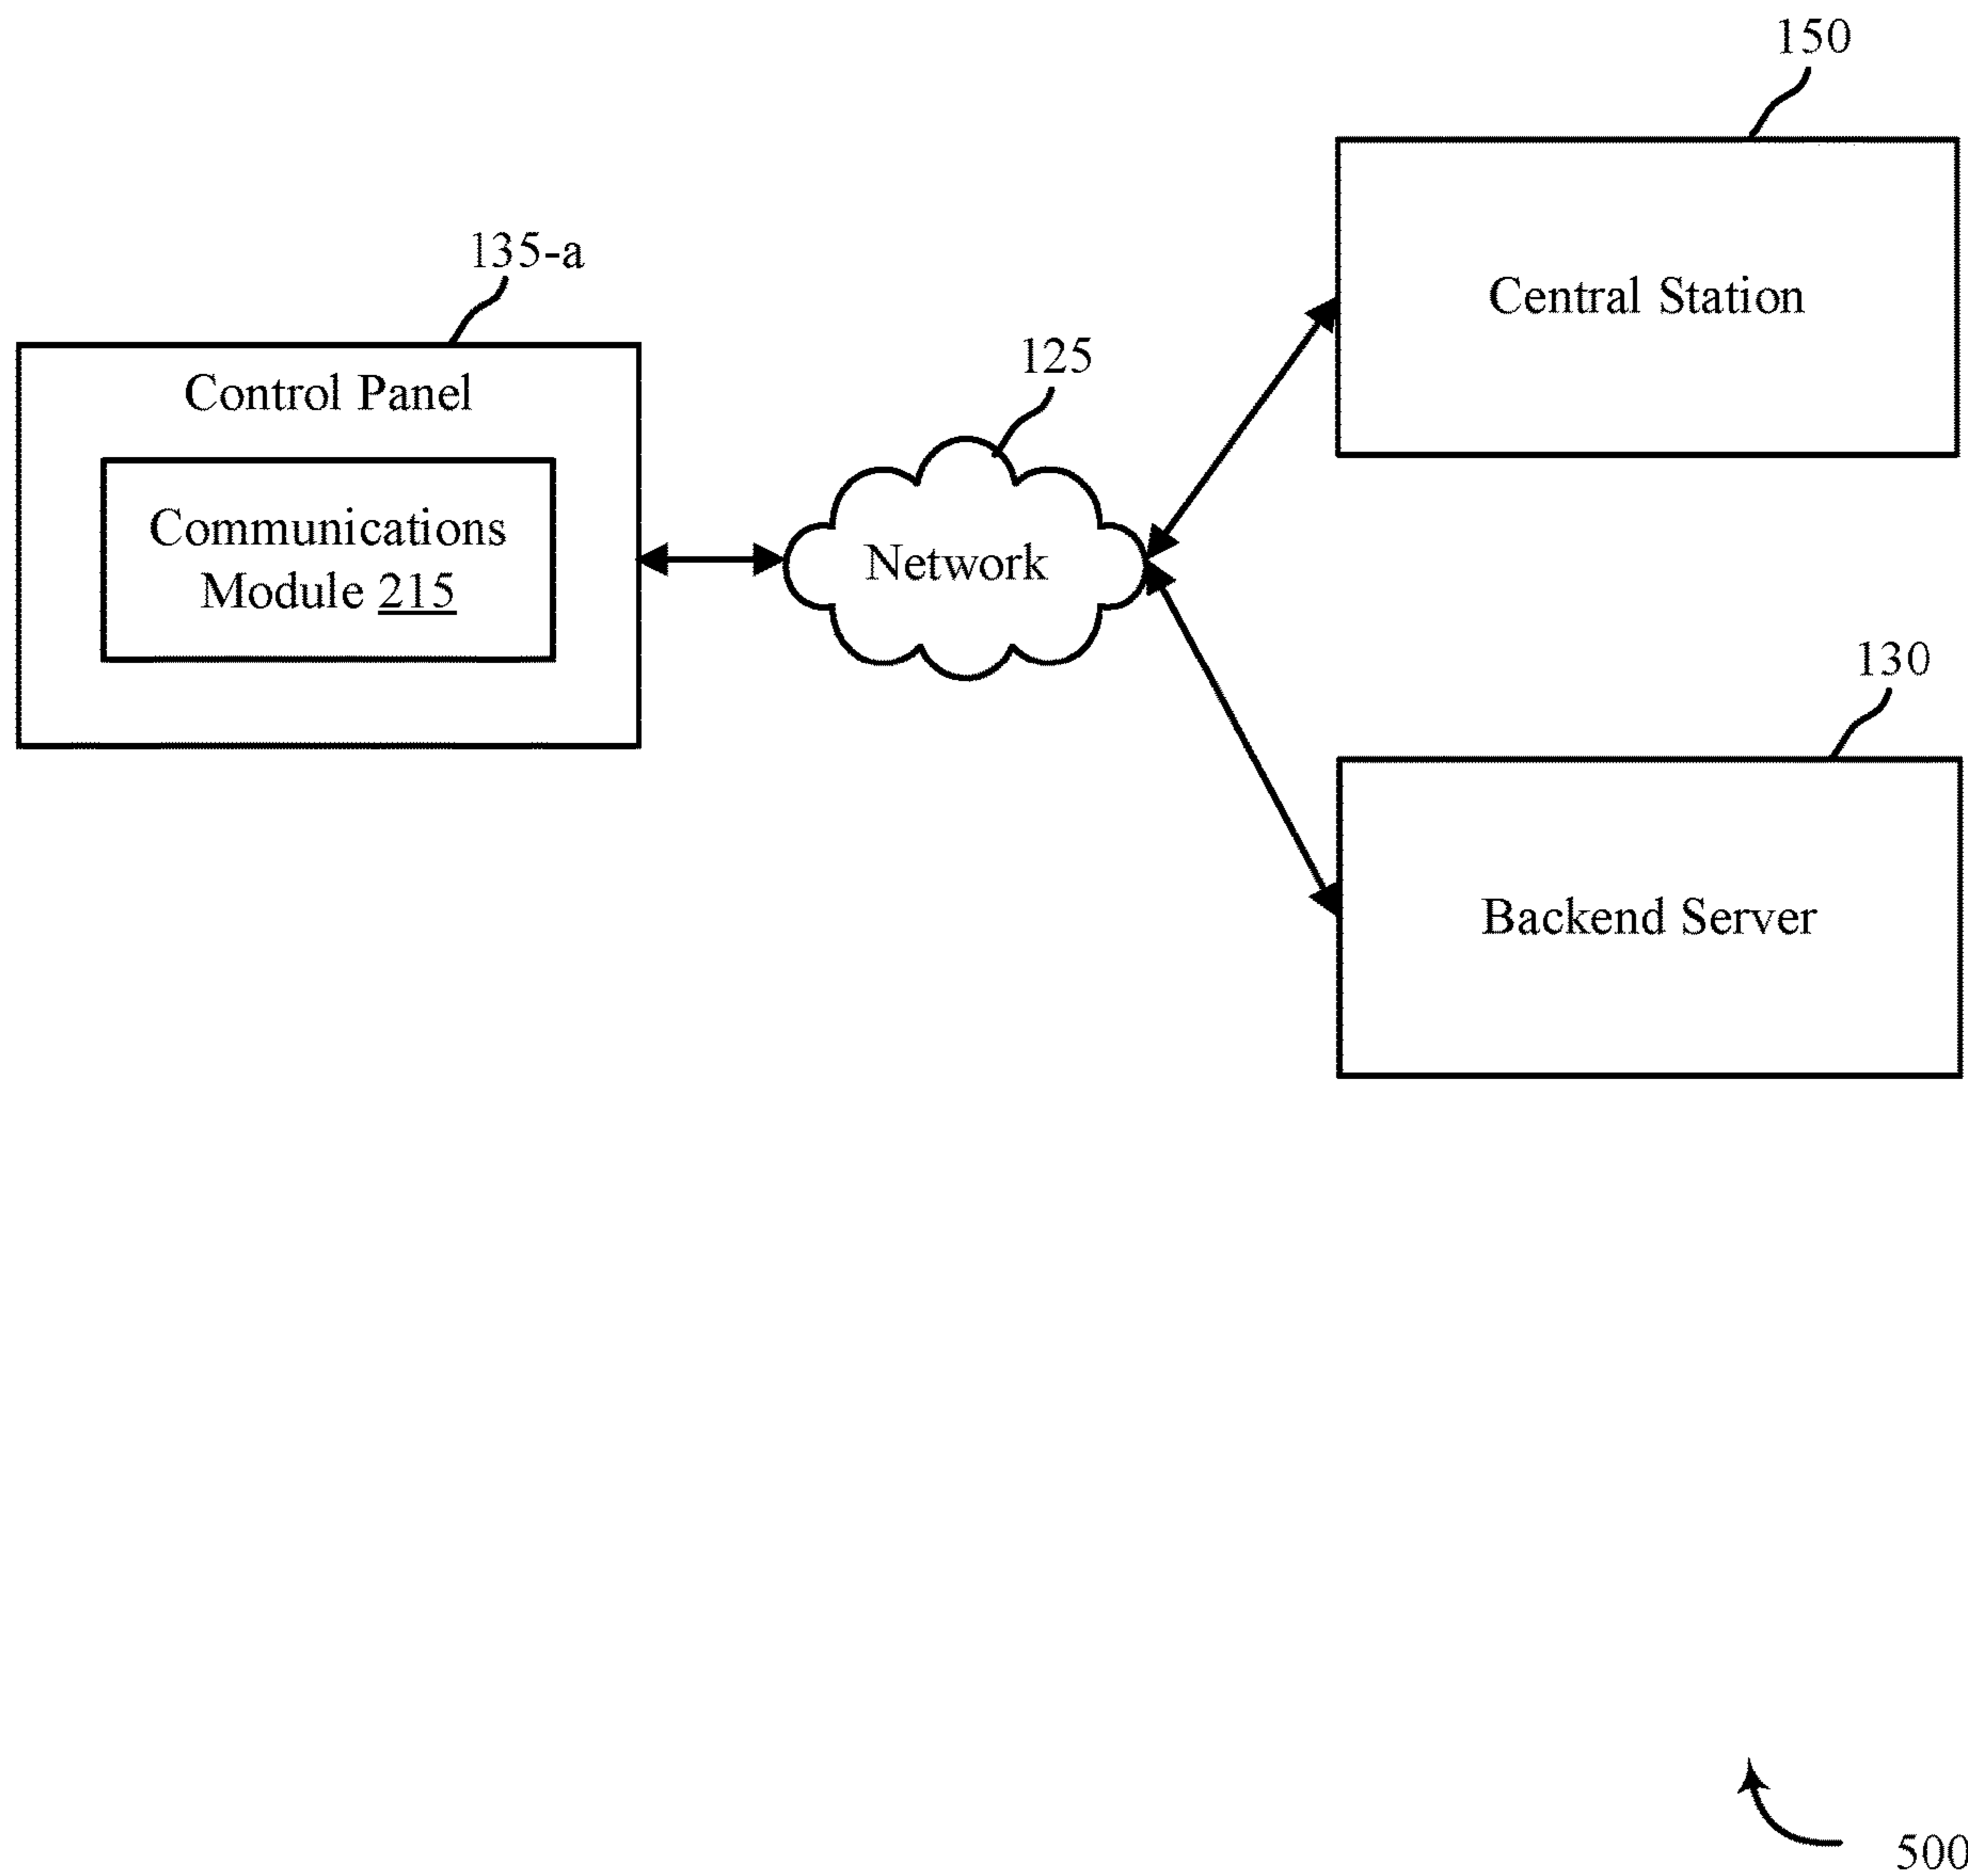 150
135-a
Control Panel
Communications
Module 215
125
Network
Central Station
130
Backend Server
500